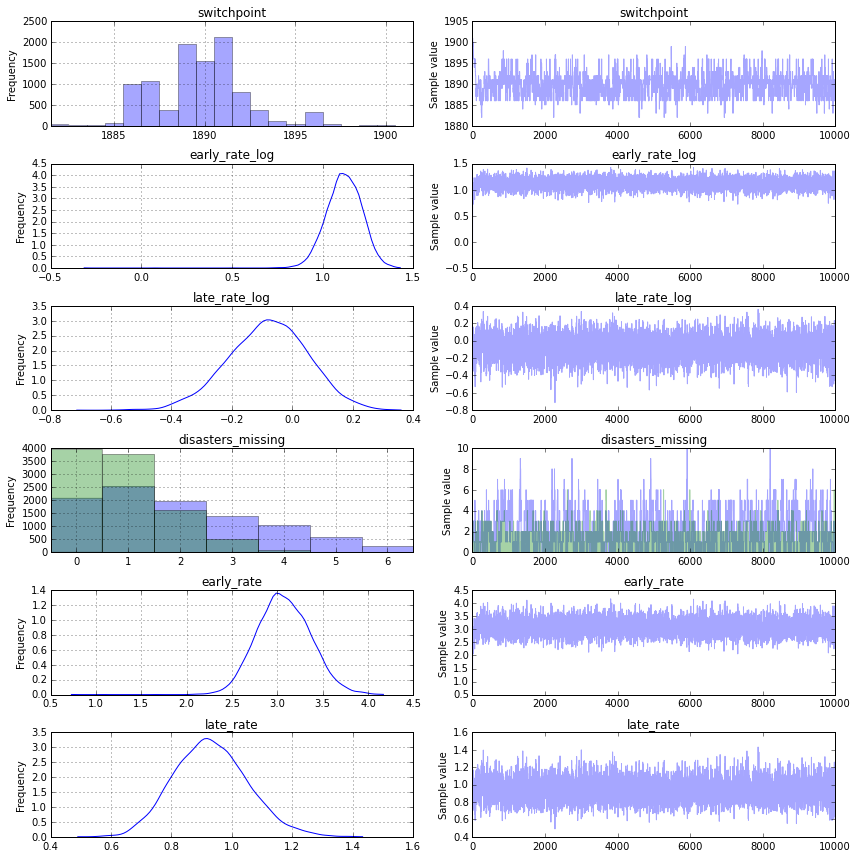 switchpoint
Frequency
2500
2000
1500
1000
500
0
1885 1890 1895 1900
switchpoint
Sample value
1905
1900
1895
1890
1885
1880
0 2000 4000 6000 8000 10000
early_rate_log
Frequency
4.5
4.0
3.5
3.0
2.5
2.0
1.5
1.0
0.5
0.0
−0.5 0.0 0.5 1.0 1.5
early_rate_log
Sample value
1.5
1.0
0.5
0.0
−0.5
0 2000 4000 6000 8000 10000
late_rate_log
Frequency
3.5
3.0
2.5
2.0
1.5
1.0
0.5
0.0
−0.8 −0.6 −0.4 −0.2 0.0 0.2 0.4
late_rate_log
Sample value
0.4
0.2
0.0
−0.2
−0.4
−0.6
−0.8
0 2000 4000 6000 8000 10000
disasters_missing
Frequency
4000
3500
3000
2500
2000
1500
1000
500
0
0 1 2 3 4 5 6
disasters_missing
Sample value
10
8
6
4
2
0
0 2000 4000 6000 8000 10000
early_rate
Frequency
1.4
1.2
1.0
0.8
0.6
0.4
0.2
0.0
0.5 1.0 1.5 2.0 2.5 3.0 3.5 4.0 4.5
early_rate
Sample value
4.5
4.0
3.5
3.0
2.5
2.0
1.5
1.0
0.5
0 2000 4000 6000 8000 10000
late_rate
Frequency
3.5
3.0
2.5
2.0
1.5
1.0
0.5
0.0
0.4 0.6 0.8 1.0 1.2 1.4 1.6
late_rate
Sample value
1.6
1.4
1.2
1.0
0.8
0.6
0.4
0 2000 4000 6000 8000 10000